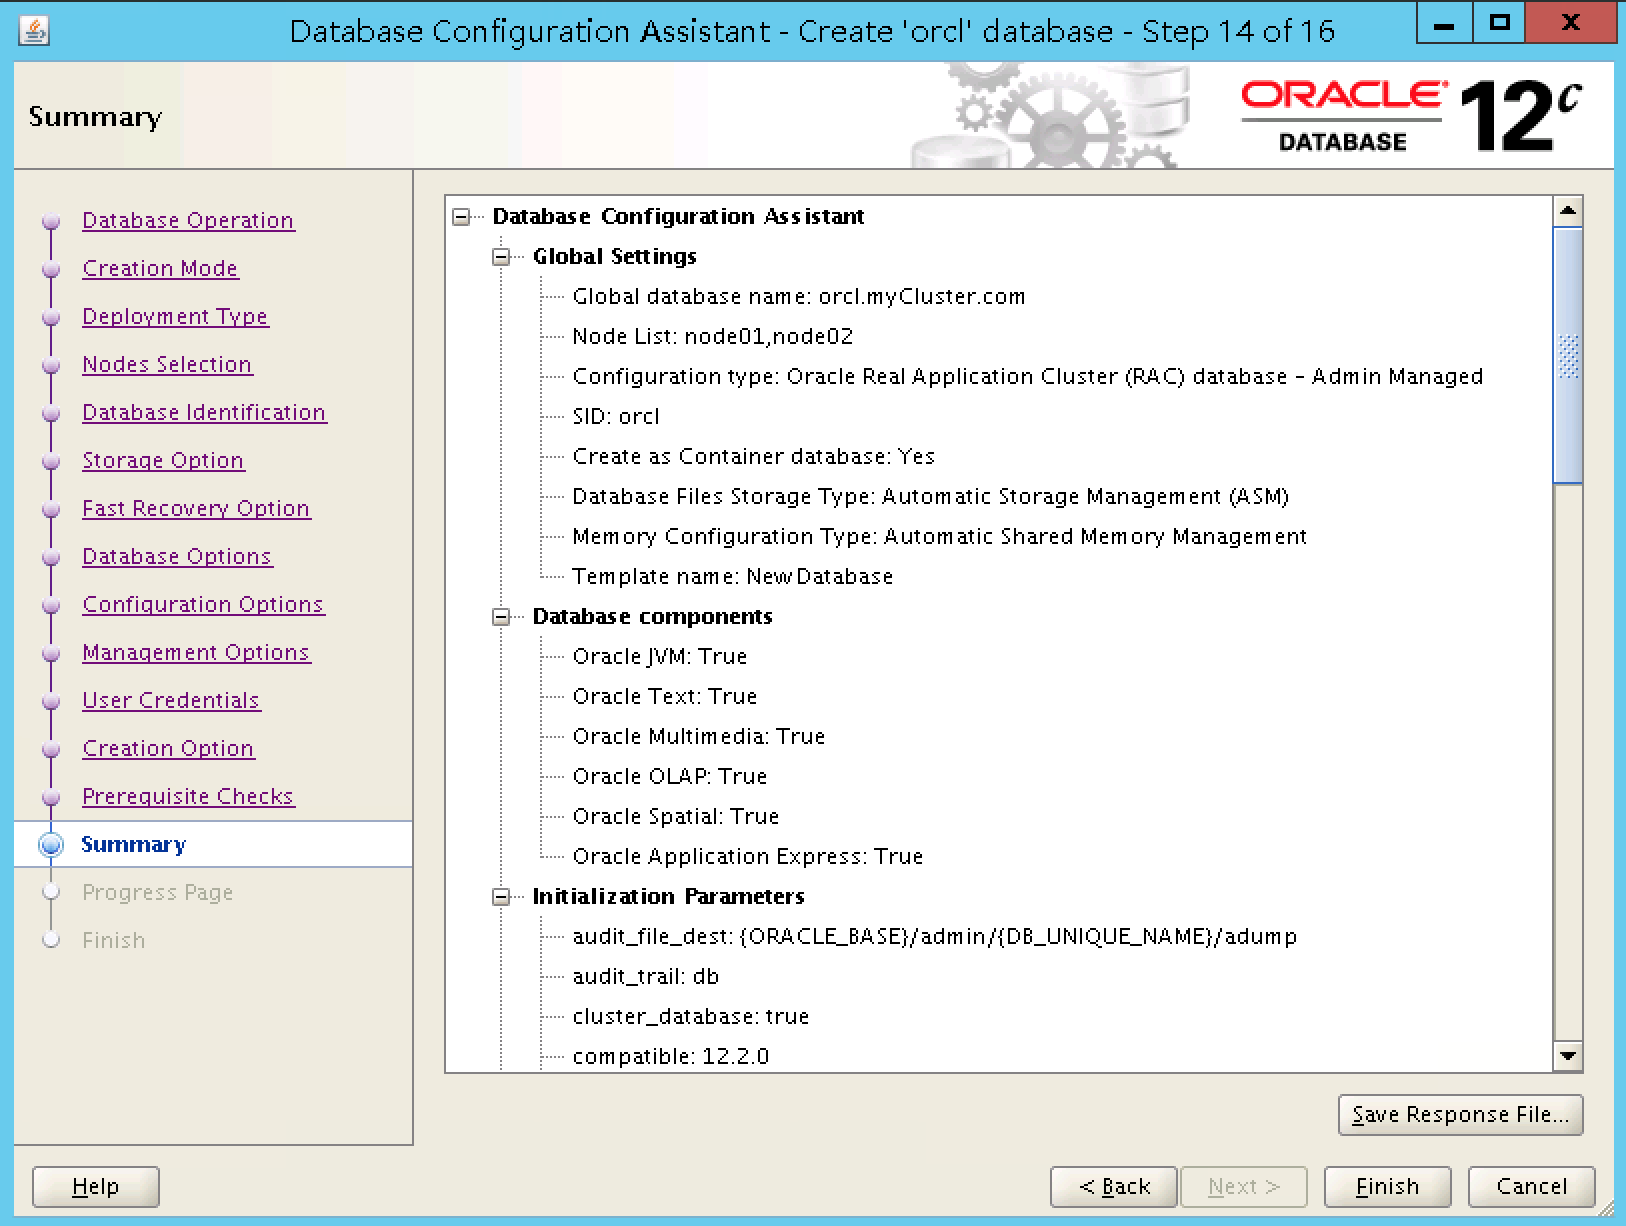 Database Configuration Assistant - Create 'orcl' database - Step 14 of 16
Summary
ORACLE
DATABASE
12c
Database Operation
Creation Mode
Deployment Type
Nodes Selection
Database Identification
Storage Option
Fast Recovery Option
Database Options
Configuration Options
Management Options
User Credentials
Creation Option
Prerequisite Checks
Summary
Progress Page
Finish
Database Configuration Assistant
Global Settings
Global database name: orcl.myCluster.com
Node List: node01,node02
Configuration type: Oracle Real Application Cluster (RAC) database - Admin Managed
SID: orcl
Create as Container database: Yes
Database Files Storage Type: Automatic Storage Management (ASM)
Memory Configuration Type: Automatic Shared Memory Management
Template name: New Database
Database components
Oracle JVM: True
Oracle Text: True
Oracle Multimedia: True
Oracle OLAP: True
Oracle Spatial: True
Oracle Application Express: True
Initialization Parameters
audit_file_dest: {ORACLE_BASE}/admin/{DB_UNIQUE_NAME}/adump
audit_trail: db
cluster_database: true
compatible: 12.2.0
Save Response File...
Help
< Back
Next >
Finish
Cancel